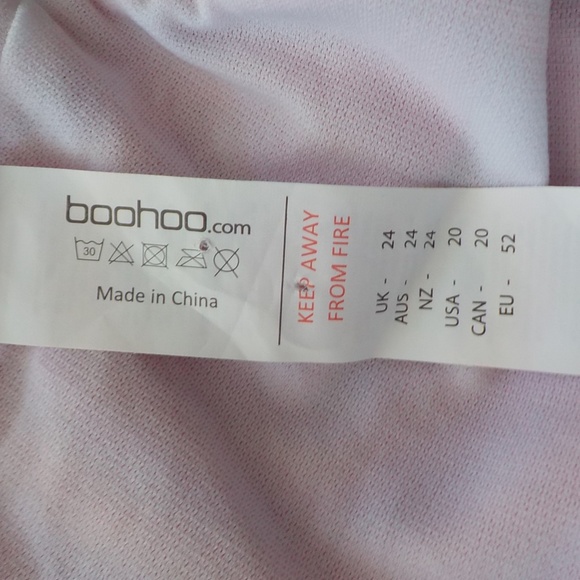 boohoo.com
30
Made in China
KEEP AWAY
FROM FIRE
UK - 24
AUS - 24
NZ - 24
USA - 20
CAN - 20
EU - 52